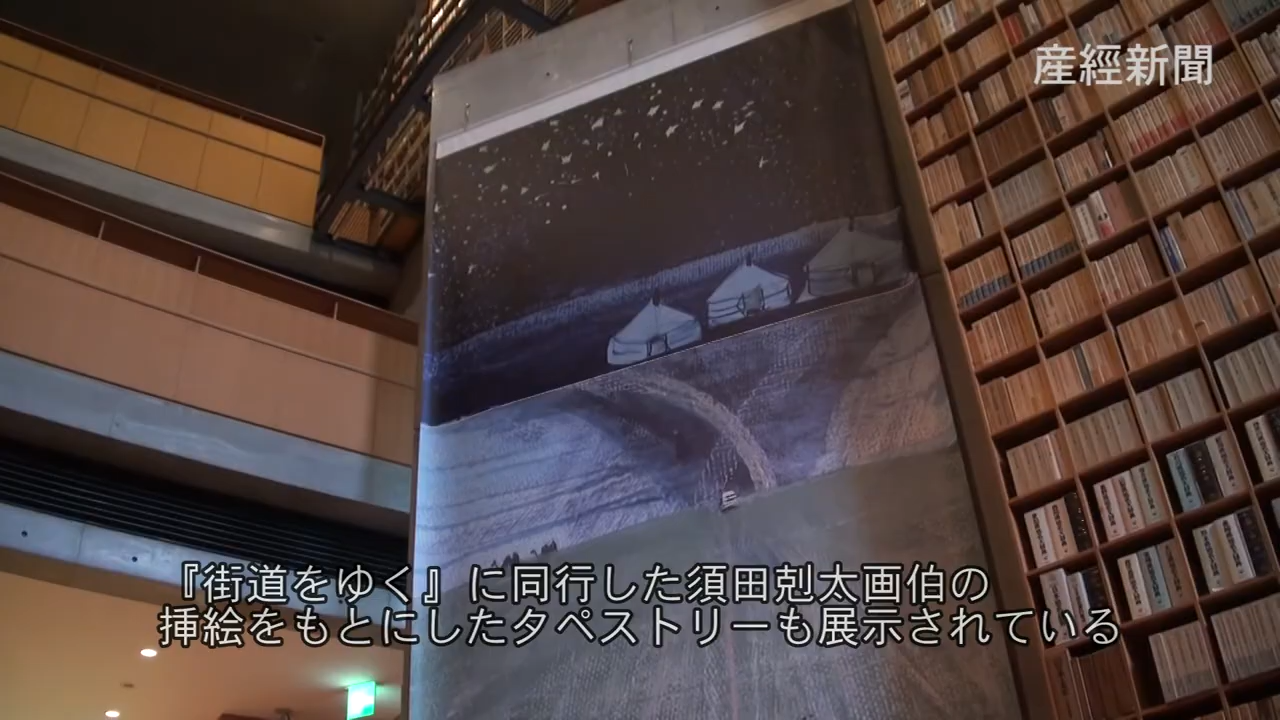 産經新聞
『街道をゆく』に同行した須田剋太画伯の
挿絵をもとにしたタペストリーも展示されている